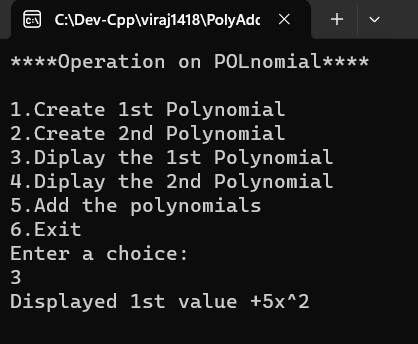 C:\Dev-Cpp\viraj1418\PolyAdd
****Operation on POLnomial****
1.Create 1st Polynomial
2.Create 2nd Polynomial
3.Diplay the 1st Polynomial
4.Diplay the 2nd Polynomial
5.Add the polynomials
6.Exit
Enter a choice:
3
Displayed 1st value +5x^2